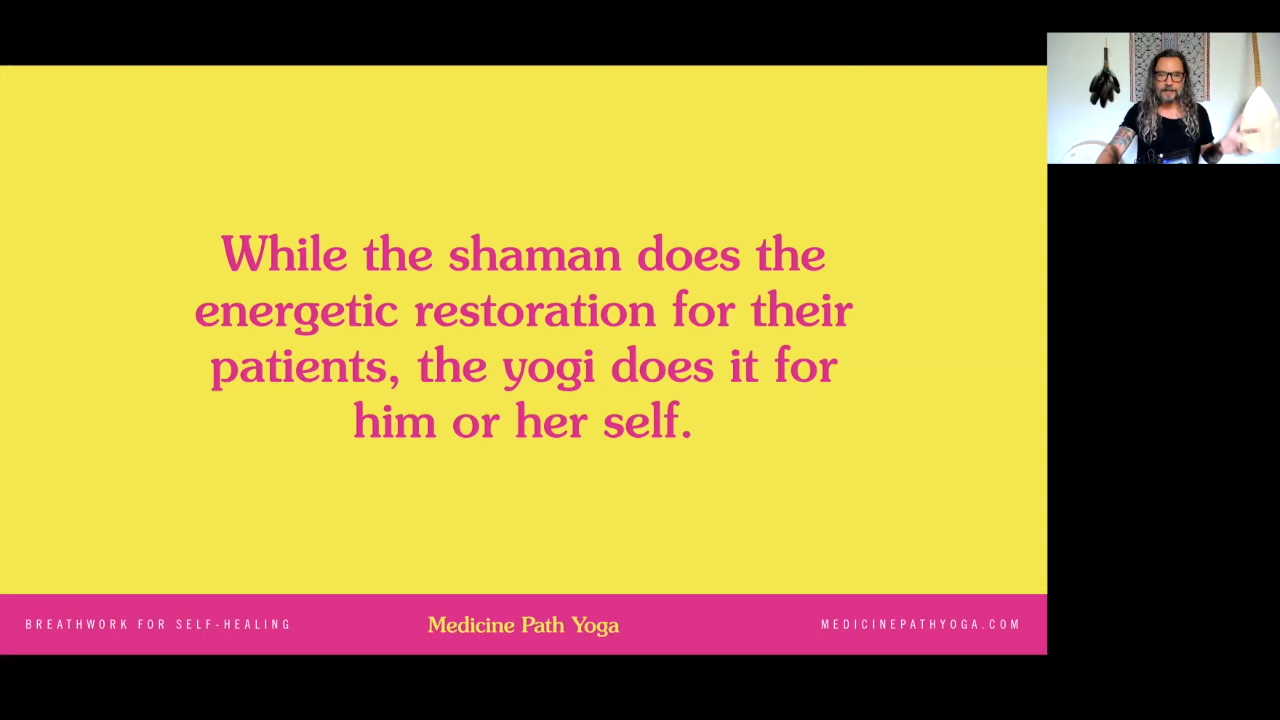 While the shaman does the
energetic restoration for their
patients, the yogi does it for
him or her self.
BREATHWORK FOR SELF-HEALING
Medicine Path Yoga
MEDICINEPATHYOGA.COM